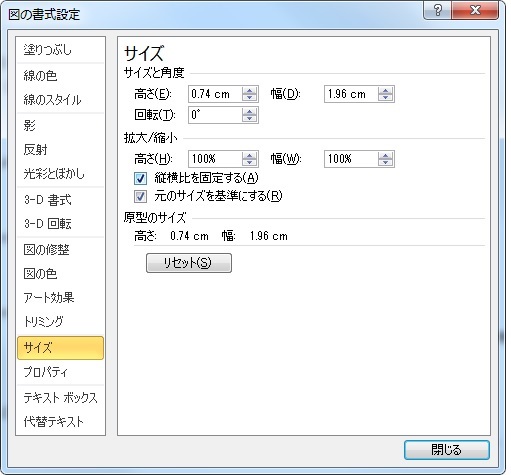 図の書式設定
塗りつぶし
線の色
線のスタイル
影
反射
光彩とぼかし
3-D 書式
3-D 回転
図の修整
図の色
アート効果
トリミング
サイズ
プロパティ
テキスト ボックス
代替テキスト
サイズ
サイズと角度
高さ(E): 0.74 cm 幅(D): 1.96 cm
回転(T): 0°
拡大/縮小
高さ(H): 100% 幅(W): 100%
縦横比を固定する(A)
元のサイズを基準にする(R)
原型のサイズ
高さ: 0.74 cm 幅: 1.96 cm
リセット(S)
閉じる